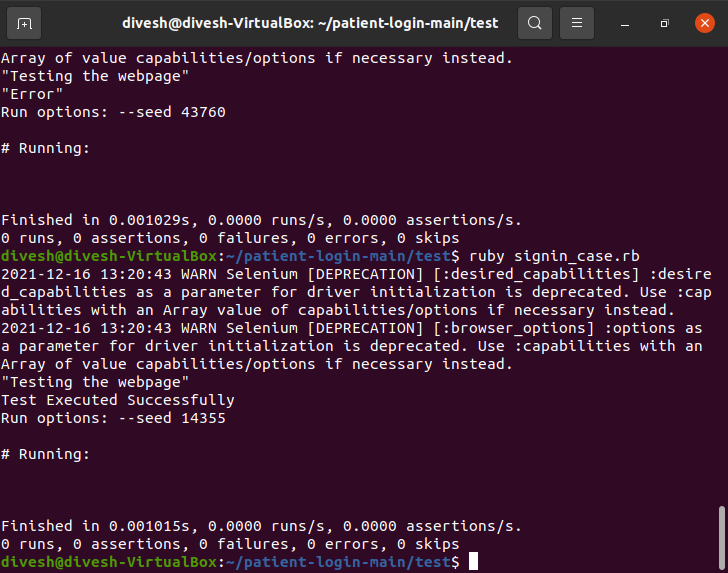 divesh@divesh-VirtualBox: ~/patient-login-main/test
Array of value capabilities/options if necessary instead.
"Testing the webpage"
"Error"
Run options: --seed 43760
# Running:
Finished in 0.001029s, 0.0000 runs/s, 0.0000 assertions/s.
0 runs, 0 assertions, 0 failures, 0 errors, 0 skips
divesh@divesh-VirtualBox:~/patient-login-main/test$ ruby signin_case.rb
2021-12-16 13:20:43 WARN Selenium [DEPRECATION] [:desired_capabilities] :desire
d_capabilities as a parameter for driver initialization is deprecated. Use :cap
abilities with an Array value of capabilities/options if necessary instead.
2021-12-16 13:20:43 WARN Selenium [DEPRECATION] [:browser_options] :options as
a parameter for driver initialization is deprecated. Use :capabilities with an
Array of value capabilities/options if necessary instead.
"Testing the webpage"
Test Executed Successfully
Run options: --seed 14355
# Running:
Finished in 0.001015s, 0.0000 runs/s, 0.0000 assertions/s.
0 runs, 0 assertions, 0 failures, 0 errors, 0 skips
divesh@divesh-VirtualBox:~/patient-login-main/test$